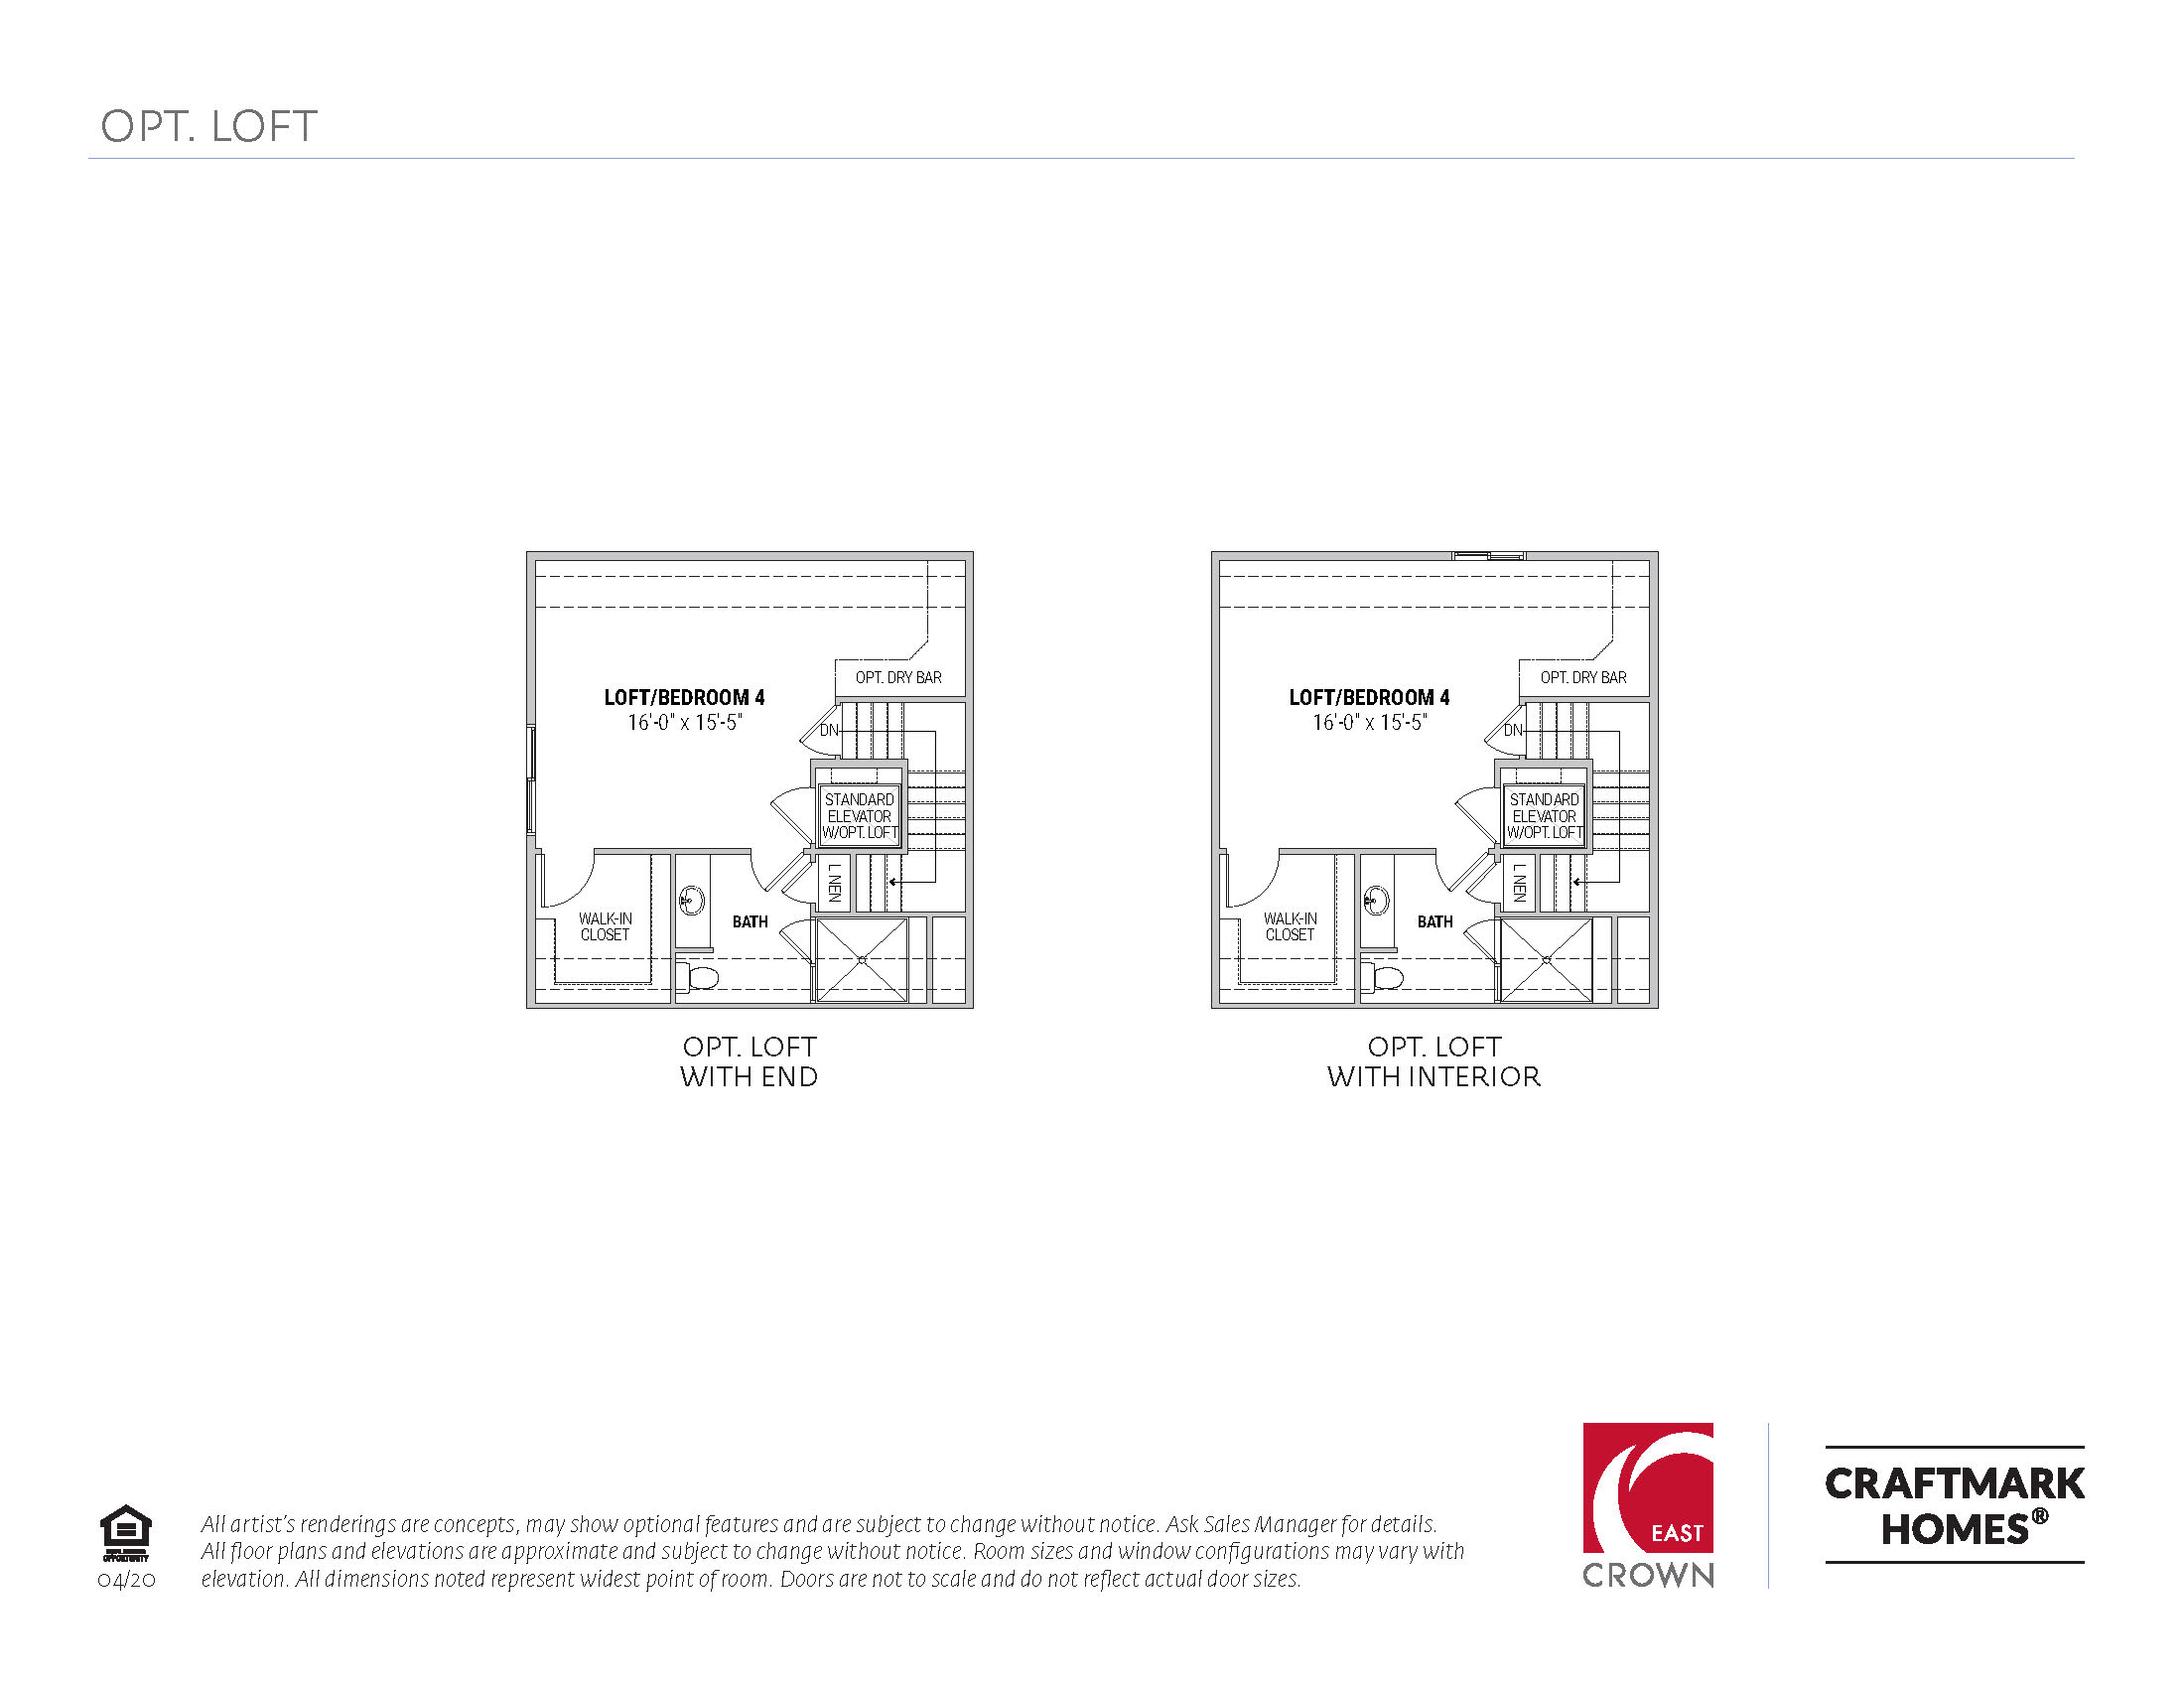 OPT. LOFT
OPT. DRY BAR
LOFT/BEDROOM 4
16'-0" x 15'-5"
DN
STANDARD
ELEVATOR
W/OPT. LOFT
L NEN
WALK-IN
CLOSET
BATH
OPT. LOFT
WITH END
OPT. DRY BAR
LOFT/BEDROOM 4
16'-0" x 15'-5"
DN
STANDARD
ELEVATOR
W/OPT. LOFT
L NEN
WALK-IN
CLOSET
BATH
OPT. LOFT
WITH INTERIOR
EQUAL HOUSING
OPPORTUNITY
04/20
All artist's renderings are concepts, may show optional features and are subject to change without notice. Ask Sales Manager for details.
All floor plans and elevations are approximate and subject to change without notice. Room sizes and window configurations may vary with
elevation. All dimensions noted represent widest point of room. Doors are not to scale and do not reflect actual door sizes.
EAST
CROWN
CRAFTMARK
HOMES®